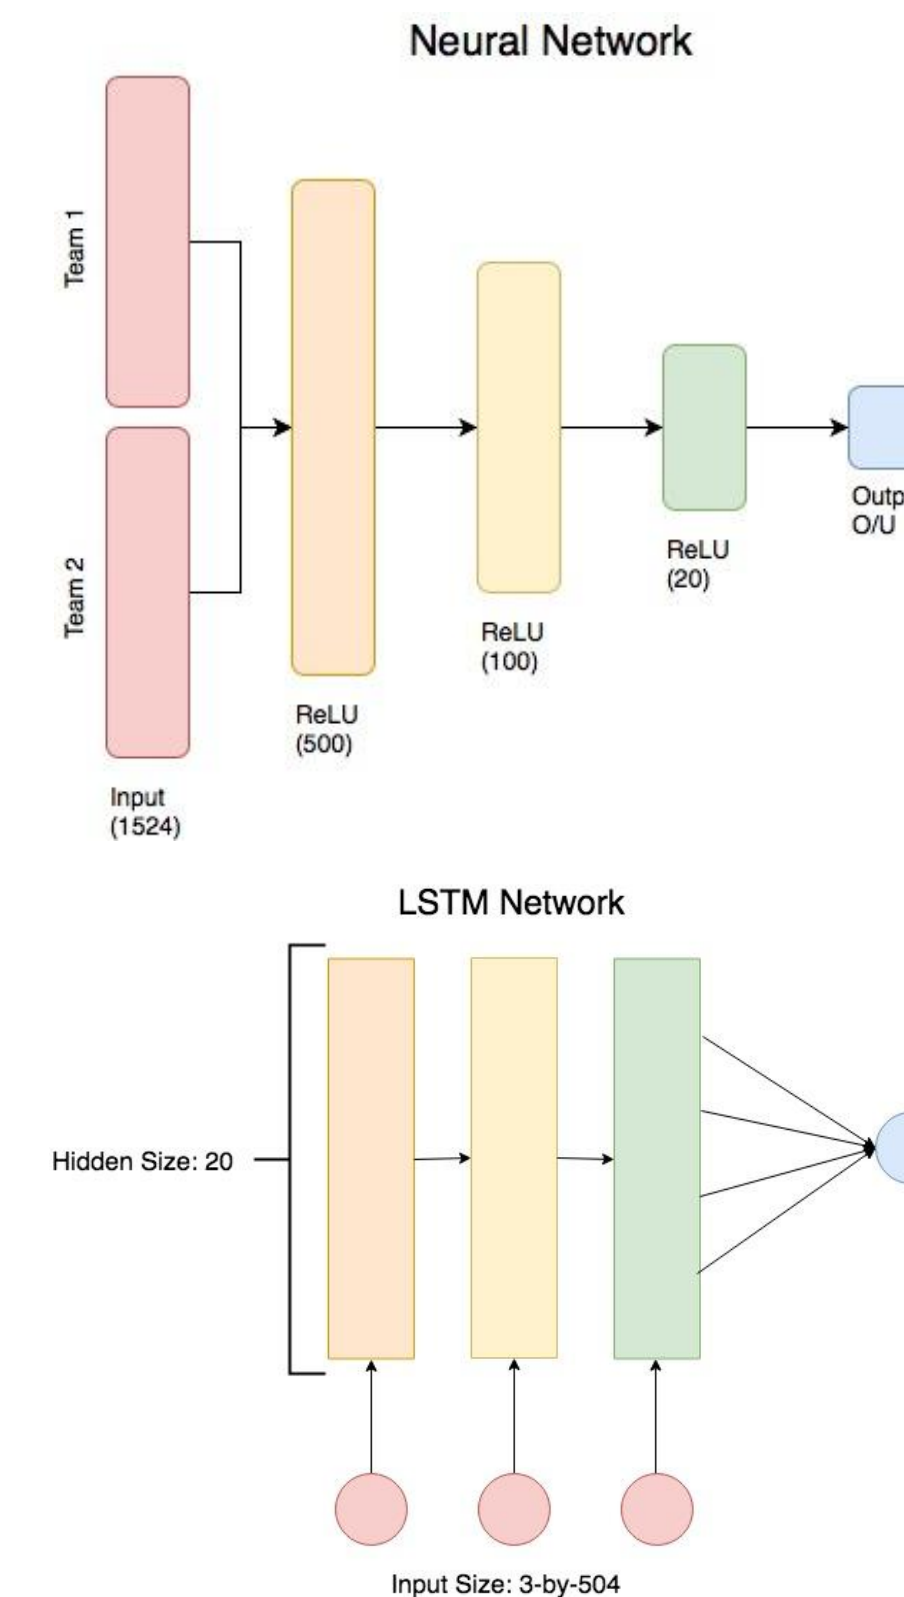 Neural Network
Team 1
Team 2
Input
(1524)
ReLU
(500)
ReLU
(100)
ReLU
(20)
O/U
LSTM Network
Hidden Size: 20
Input Size: 3-by-504